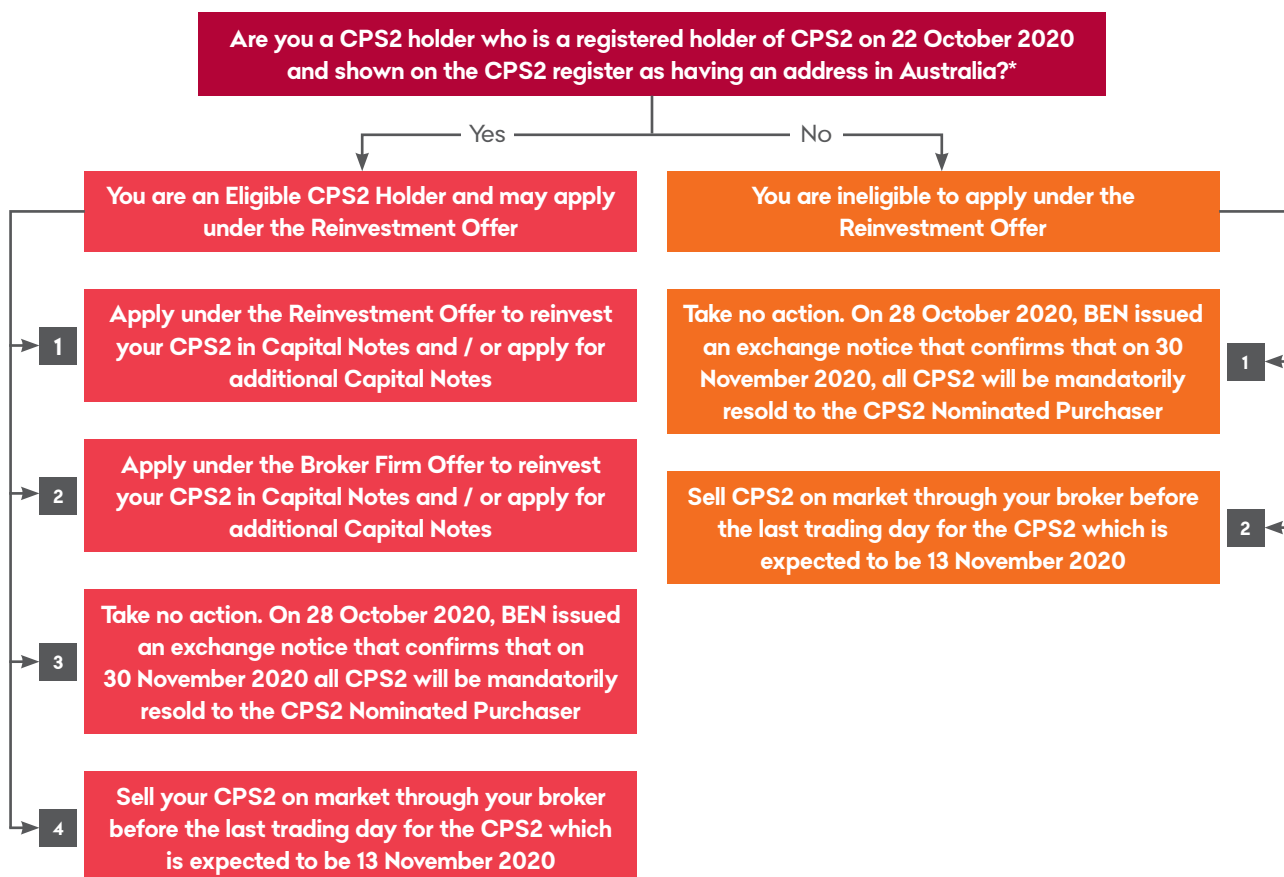 Are you a CPS2 holder who is a registered holder of CPS2 on 22 October 2020
and shown on the CPS2 register as having an address in Australia?*
Yes
No
You are an Eligible CPS2 Holder and may apply
under the Reinvestment Offer
1
Apply under the Reinvestment Offer to reinvest
your CPS2 in Capital Notes and / or apply for
additional Capital Notes
2
Apply under the Broker Firm Offer to reinvest
your CPS2 in Capital Notes and / or apply for
additional Capital Notes
3
Take no action. On 28 October 2020, BEN issued
an exchange notice that confirms that on
30 November 2020 all CPS2 will be mandatorily
resold to the CPS2 Nominated Purchaser
4
Sell your CPS2 on market through your broker
before the last trading day for the CPS2 which
is expected to be 13 November 2020
You are ineligible to apply under the
Reinvestment Offer
Take no action. On 28 October 2020, BEN issued
an exchange notice that confirms that on 30
November 2020, all CPS2 will be mandatorily
resold to the CPS2 Nominated Purchaser
1
Sell CPS2 on market through your broker before
the last trading day for the CPS2 which is
expected to be 13 November 2020
2